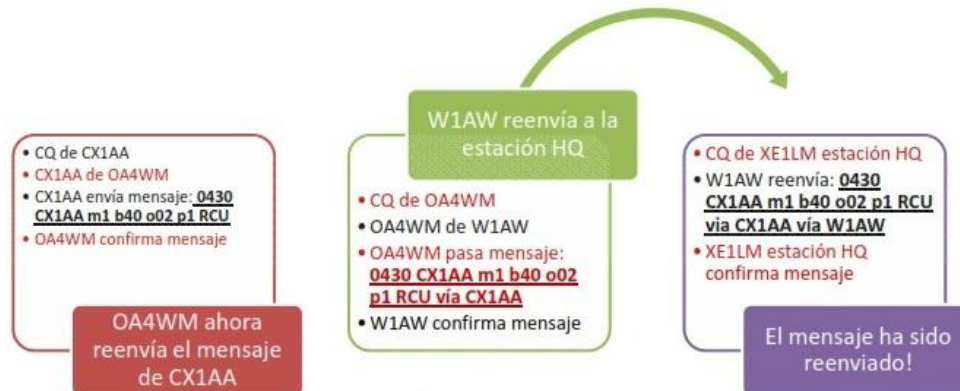 • CQ de CX1AA
• CX1AA de OA4WM
• CX1AA envía mensaje: 0430
CX1AA m1 b40 o02 p1 RCU
• OA4WM confirma mensaje
OA4WM ahora
reenvía el mensaje
de CX1AA
W1AW reenvía a la
estación HQ
• CQ de OA4WM
• OA4WM de W1AW
• OA4WM pasa mensaje:
0430 CX1AA m1 b40 o02
p1 RCU vía CX1AA
• W1AW confirma mensaje
• CQ de XE1LM estación HQ
• W1AW reenvía: 0430
CX1AA m1 b40 o02 p1 RCU
via CX1AA vía W1AW
• XE1LM estación HQ
confirma mensaje
El mensaje ha sido
reenviado!